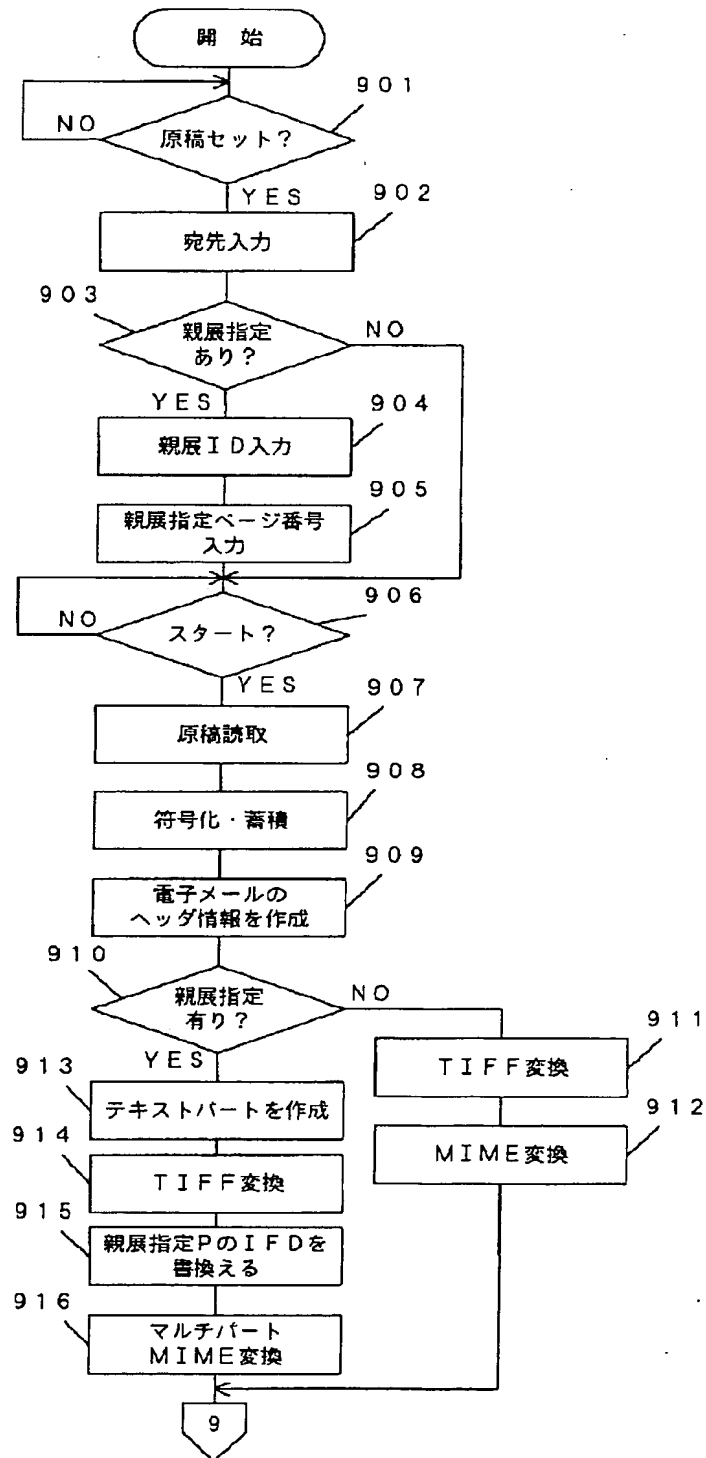 開 始
901
NO
原稿セット？
YES
902
宛先入力
903
親展指定
あり？
NO
YES
904
親展ＩＤ入力
905
親展指定ページ番号
入力
906
NO
スタート？
YES
907
原稿読取
908
符号化・蓄積
909
電子メールの
ヘッダ情報を作成
910
親展指定
有り？
NO
911
YES
TIFF変換
913
テキストパートを作成
912
MIME変換
914
TIFF変換
915
親展指定PのIFDを
書換える
916
マルチパート
MIME変換
9